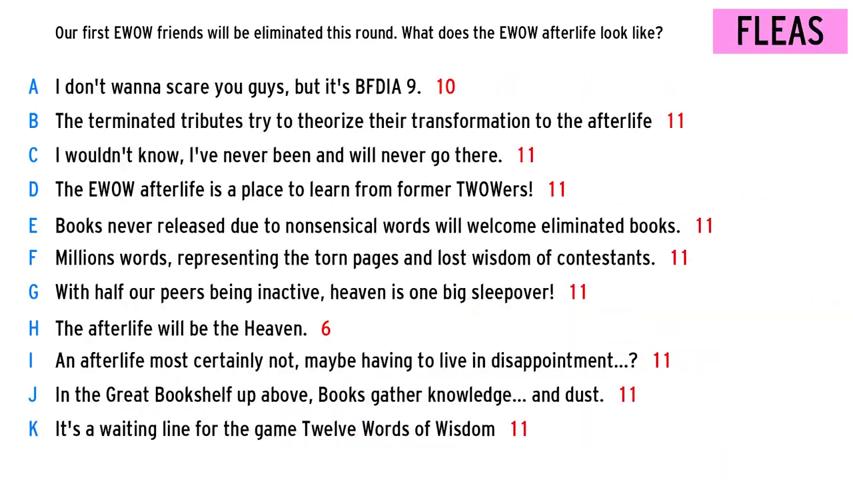 Our first EWOW friends will be eliminated this round. What does the EWOW afterlife look like?
FLEAS
A I don't wanna scare you guys, but it's BFDIA 9. 10
B The terminated tributes try to theorize their transformation to the afterlife 11
C I wouldn't know, I've never been and will never go there. 11
D The EWOW afterlife is a place to learn from former TWOWers! 11
E Books never released due to nonsensical words will welcome eliminated books. 11
F Millions words, representing the torn pages and lost wisdom of contestants. 11
G With half our peers being inactive, heaven is one big sleepover! 11
H The afterlife will be the Heaven. 6
I An afterlife most certainly not, maybe having to live in disappointment...? 11
J In the Great Bookshelf up above, Books gather knowledge... and dust. 11
K It's a waiting line for the game Twelve Words of Wisdom 11